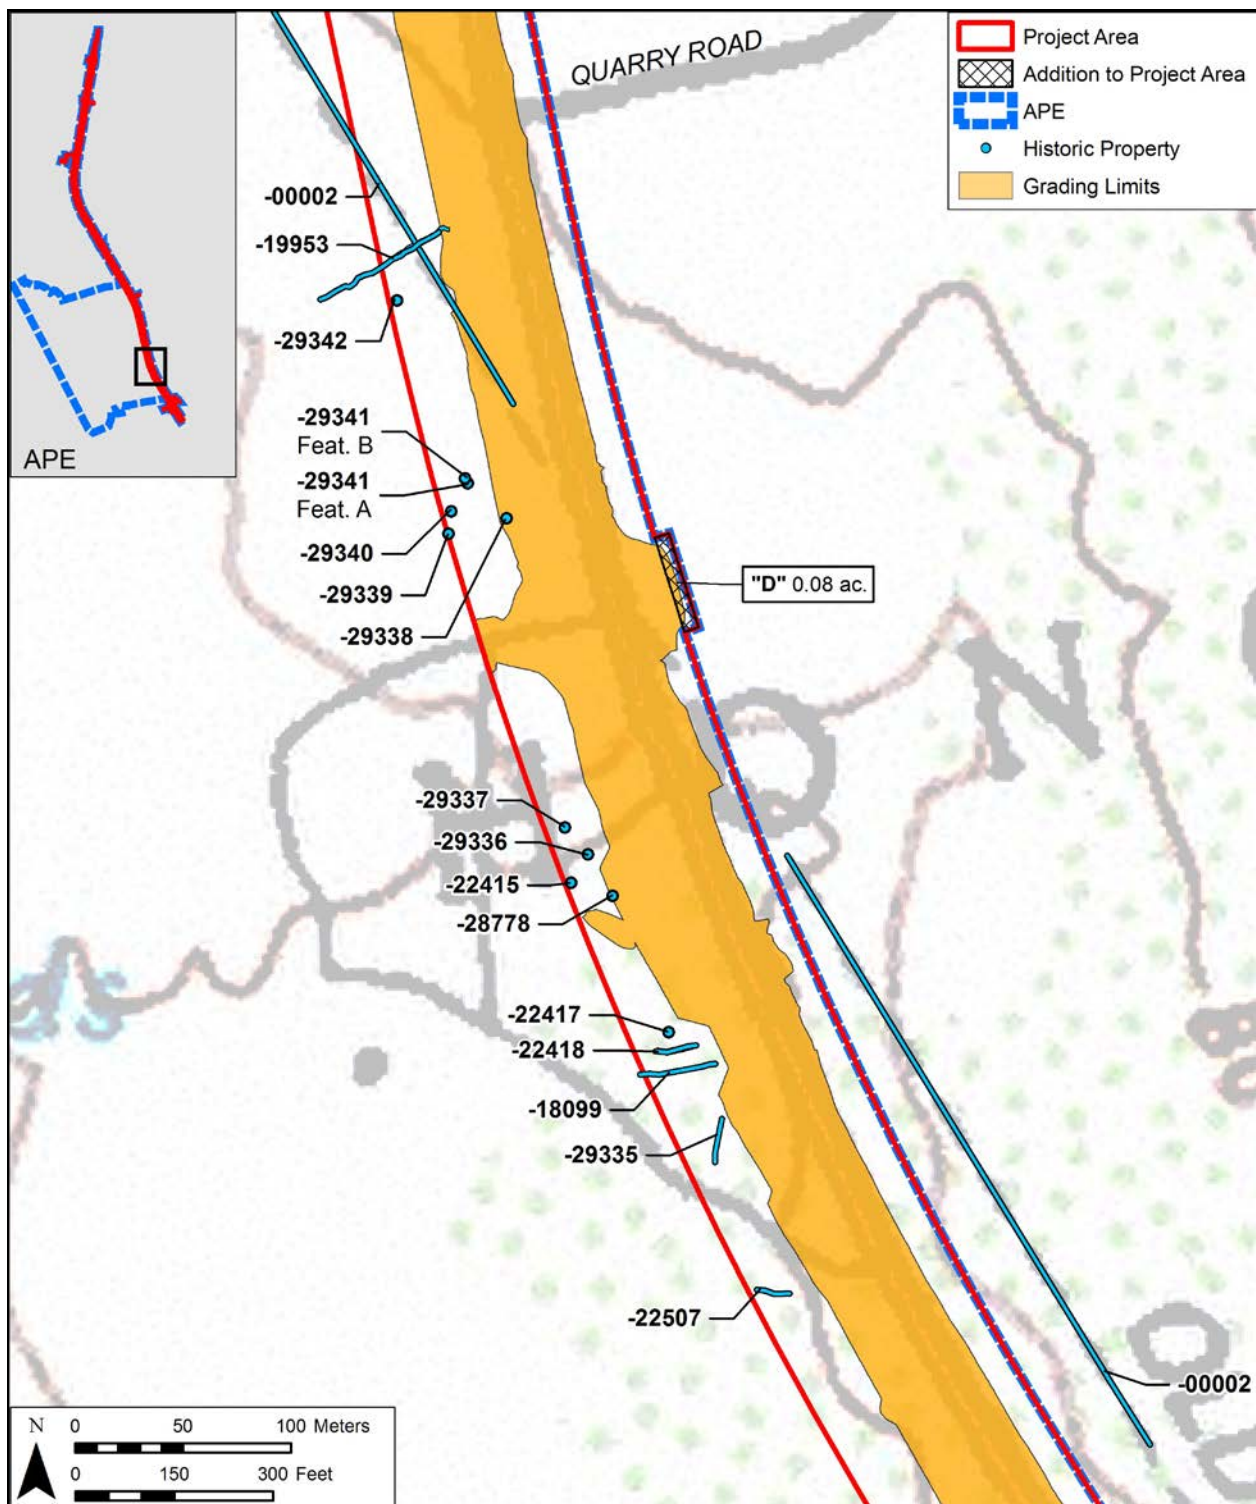 QUARRY ROAD
Project Area
Addition to Project Area
APE
Historic Property
Grading Limits
APE
-00002
-19953
-29342
-29341
Feat. B
-29341
Feat. A
-29340
-29339
-29338
"D" 0.08 ac.
-29337
-29336
-22415
-28778
-22417
-22418
-18099
-29335
-22507
-00002
N
0 50 100 Meters
0 150 300 Feet